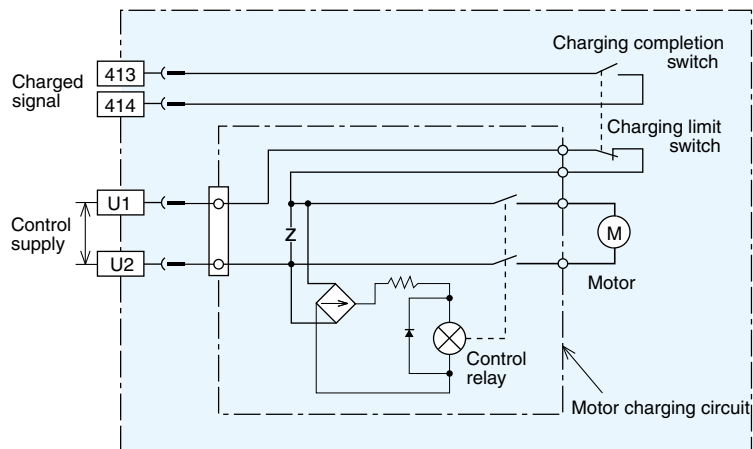 Charging completion
switch
413
Charged
signal
414
Charging limit
switch
U1
Control
supply
Z
M
U2
Motor
Control
relay
Motor charging circuit